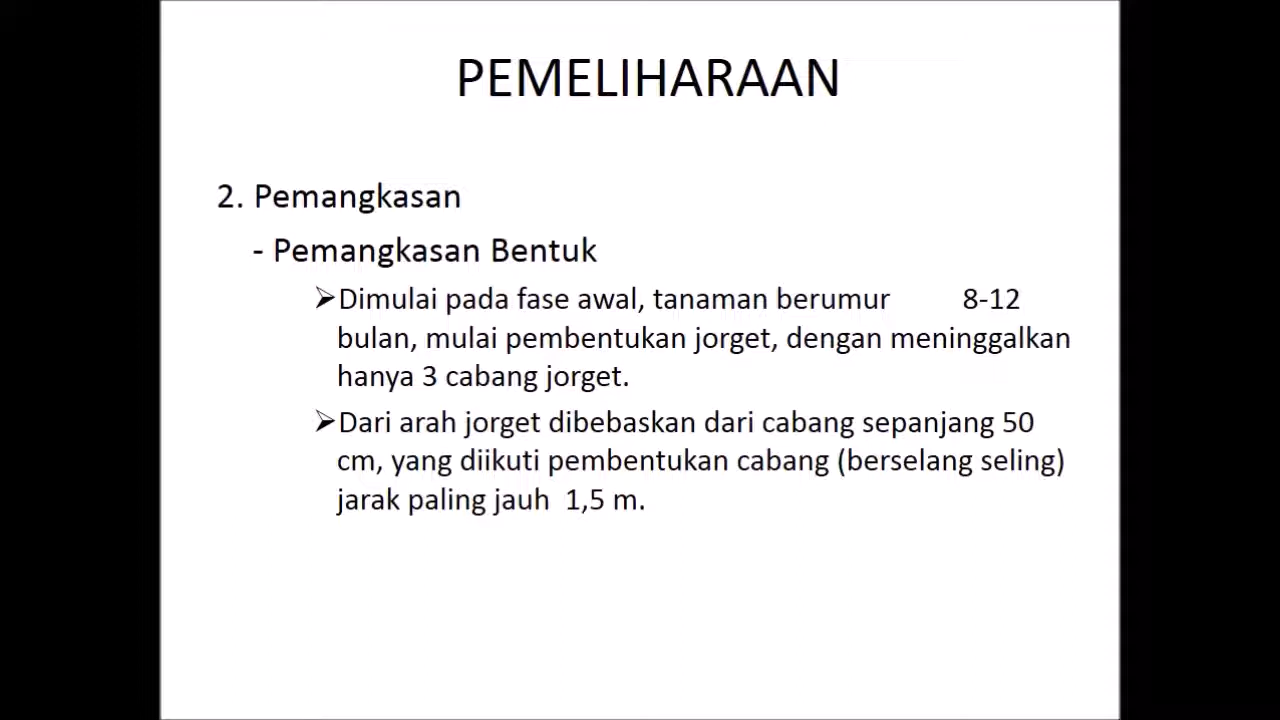 PEMELIHARAAN
2. Pemangkasan
- Pemangkasan Bentuk
➢Dimulai pada fase awal, tanaman berumur 8-12
bulan, mulai pembentukan jorget, dengan meninggalkan
hanya 3 cabang jorget.
➢Dari arah jorget dibebaskan dari cabang sepanjang 50
cm, yang diikuti pembentukan cabang (berselang seling)
jarak paling jauh 1,5 m.